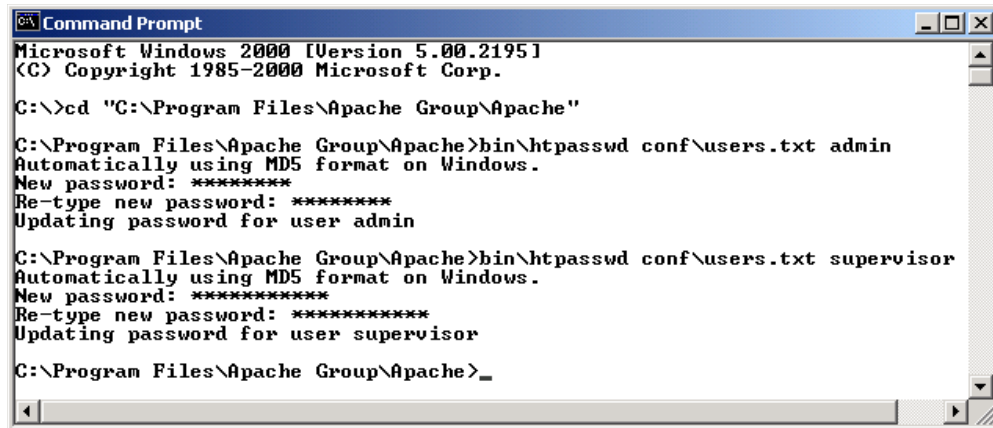 Command Prompt
Microsoft Windows 2000 [Version 5.00.2195]
(C) Copyright 1985-2000 Microsoft Corp.
C:\>cd "C:\Program Files\Apache Group\Apache"
C:\Program Files\Apache Group\Apache>bin\htpasswd conf\users.txt admin
Automatically using MD5 format on Windows.
New password: ********
Re-type new password: ********
Updating password for user admin
C:\Program Files\Apache Group\Apache>bin\htpasswd conf\users.txt supervisor
Automatically using MD5 format on Windows.
New password: ***********
Re-type new password: ***********
Updating password for user supervisor
C:\Program Files\Apache Group\Apache>_